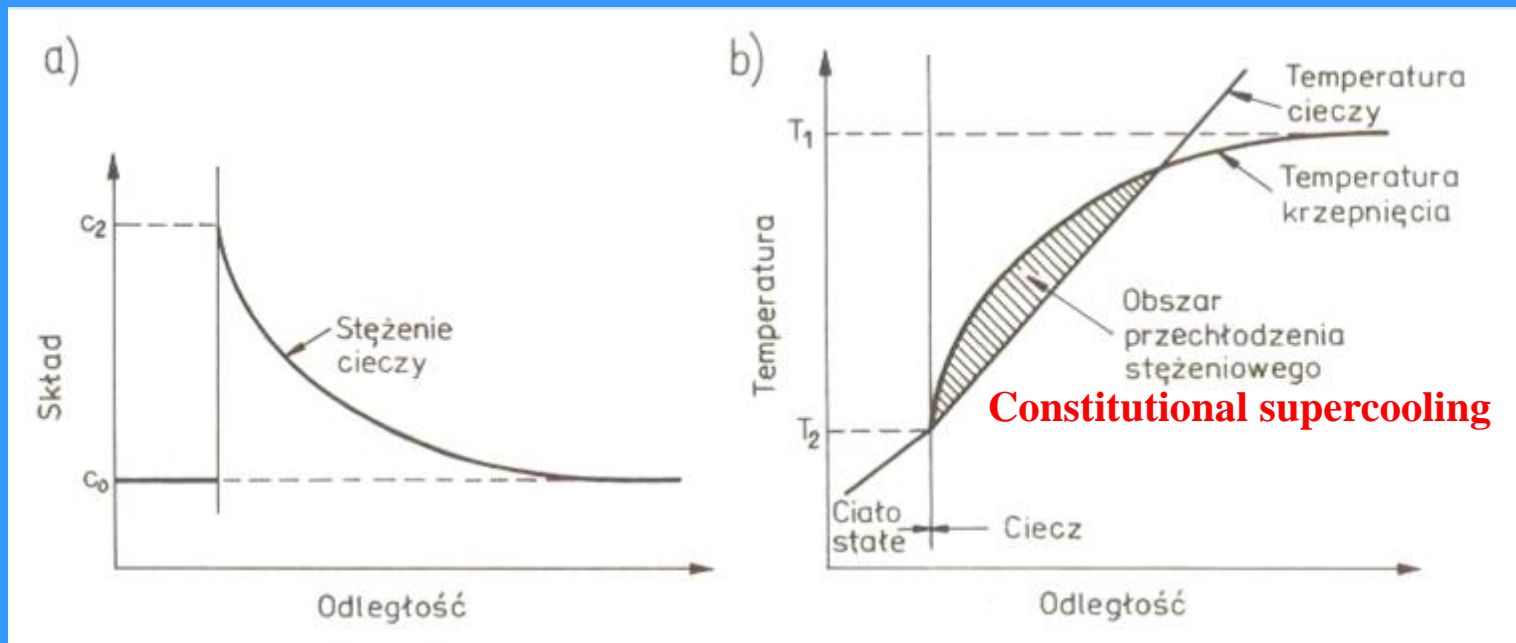 a)
c₂
c₀
Skład
Stężenie
cieczy
Odległość
b)
T₁
T₂
Temperatura
Temperatura
cieczy
Temperatura
krzepnięcia
Obszar
przechłodzenia
stężeniowego
Constitutional supercooling
Ciało
stałe
Ciecz
Odległość